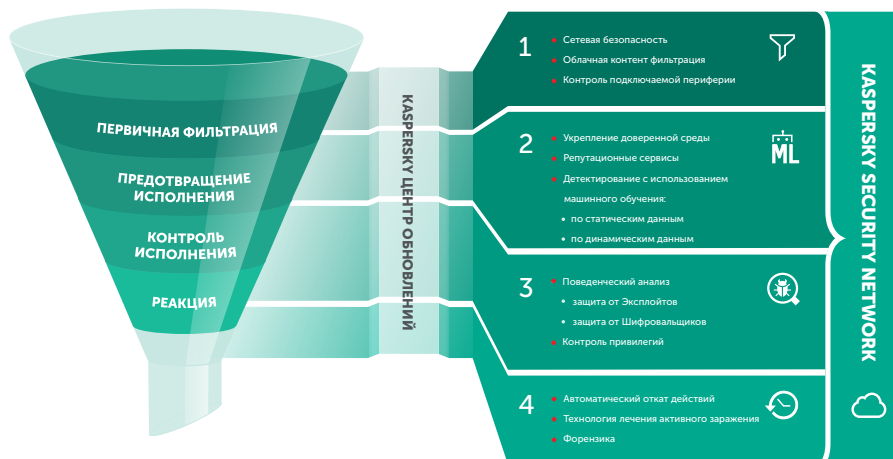 ПЕРВИЧНАЯ ФИЛЬТРАЦИЯ
ПРЕДОТВРАЩЕНИЕ
ИСПОЛНЕНИЯ
КОНТРОЛЬ
ИСПОЛНЕНИЯ
РЕАКЦИЯ
KASPERSKY ЦЕНТР ОБНОВЛЕНИЙ
1
Сетевая безопасность
Облачная контент фильтрация
Контроль подключаемой периферии
2
Укрепление доверенной среды
Репутационные сервисы
Детектирование с использованием
машинного обучения:
• по статическим данным
• по динамическим данным
ML
3
Поведенческий анализ
• защита от Эксплойтов
• защита от Шифровальщиков
Контроль привилегий
4
Автоматический откат действий
Технология лечения активного заражения
Форензика
KASPERSKY SECURITY NETWORK